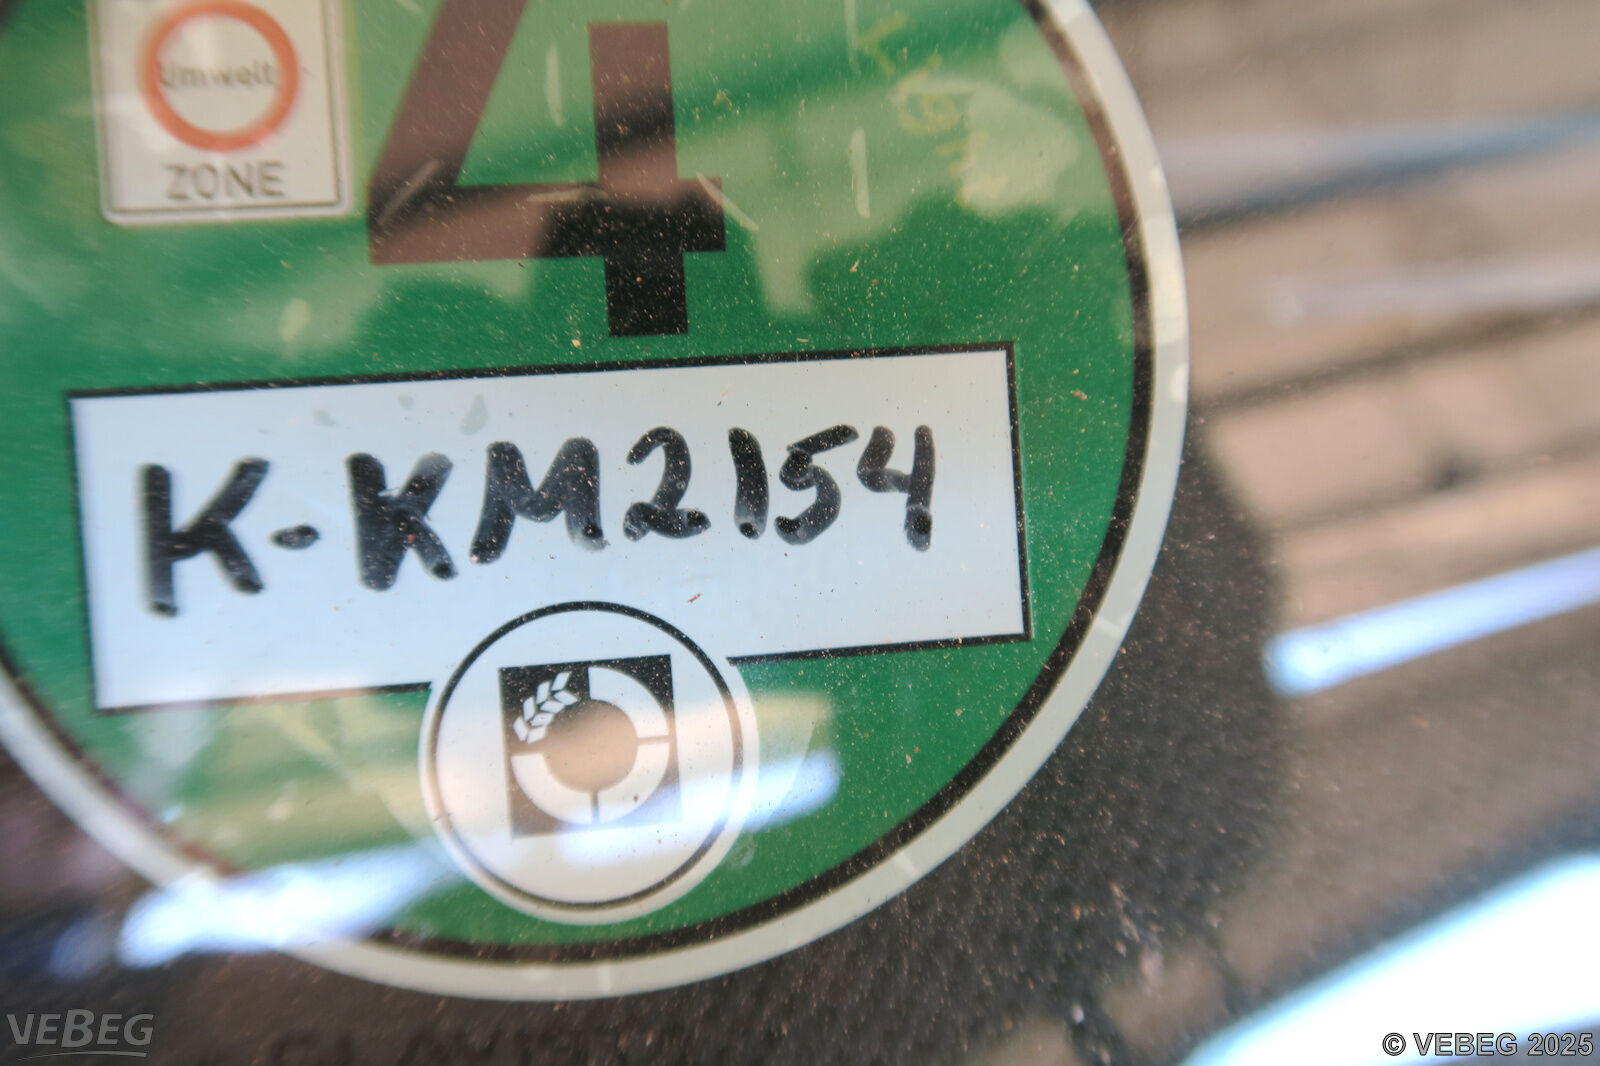 Umwelt
ZONE
4
K-KM2154
VEBEG
© VEBEG 2025